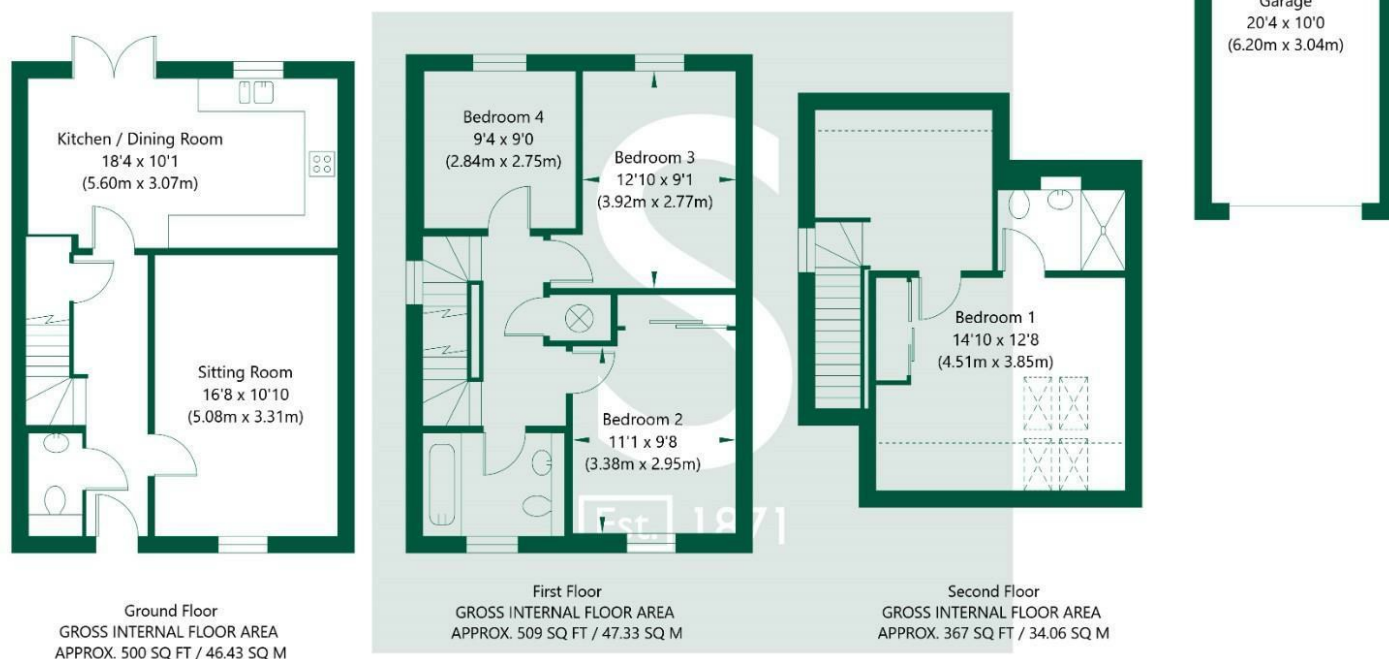 Garage
20'4 x 10'0
(6.20m x 3.04m)
Kitchen / Dining Room
18'4 x 10'1
(5.60m x 3.07m)
Sitting Room
16'8 x 10'10
(5.08m x 3.31m)
Ground Floor
GROSS INTERNAL FLOOR AREA
APPROX. 500 SQ FT / 46.43 SQ M
Bedroom 4
9'4 x 9'0
(2.84m x 2.75m)
Bedroom 3
12'10 x 9'1
(3.92m x 2.77m)
Bedroom 2
11'1 x 9'8
(3.38m x 2.95m)
S
Est. 1871
First Floor
GROSS INTERNAL FLOOR AREA
APPROX. 509 SQ FT / 47.33 SQ M
Bedroom 1
14'10 x 12'8
(4.51m x 3.85m)
Second Floor
GROSS INTERNAL FLOOR AREA
APPROX. 367 SQ FT / 34.06 SQ M